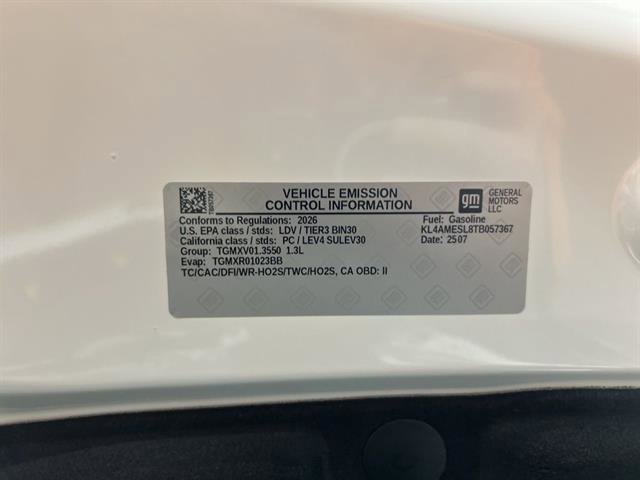 VEHICLE EMISSION
CONTROL INFORMATION
gm
GENERAL
MOTORS
LLC
Conforms to Regulations: 2026
Fuel: Gasoline
U.S. EPA class / stds: LDV / TIER3 BIN30
KL4AMESL8TB057367
California class / stds: PC / LEV4 SULEV30
Date: 2507
Group: TGMXV01.3550 1.3L
Evap: TGMXR01023BB
TC/CAC/DFI/WR-HO2S/TWC/HO2S, CA OBD: II